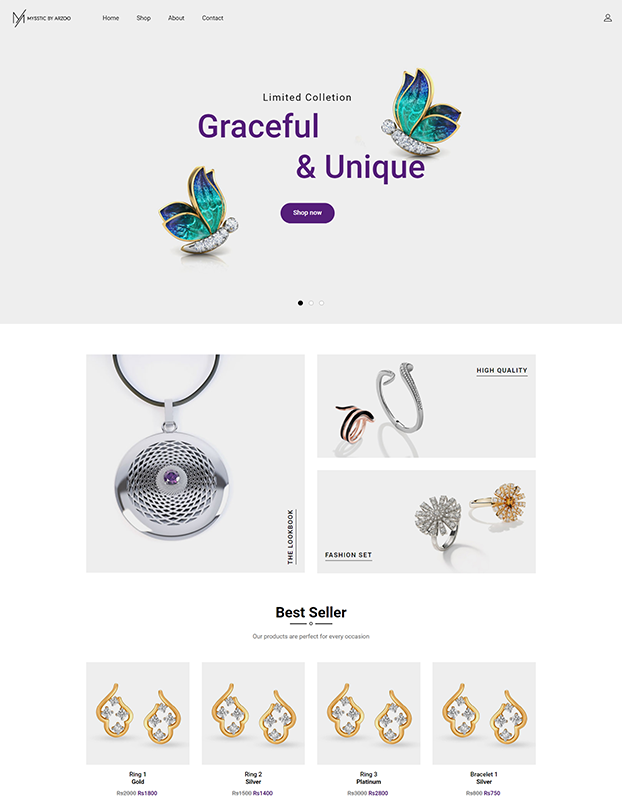 MYSSTIC BY ARZOO
Home Shop About Contact
Limited Colletion
Graceful
& Unique
Shop now
HIGH QUALITY
THE LOOKBOOK
FASHION SET
Best Seller
Our products are perfect for every occasion
Ring 1
Gold
Rs2000 Rs1800
Ring 2
Silver
Rs1500 Rs1400
Ring 3
Platinum
Rs3000 Rs2800
Bracelet 1
Silver
Rs800 Rs750